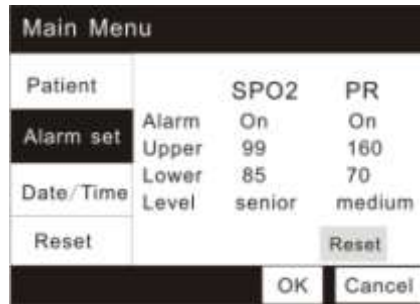 Main Menu
Patient
Alarm set
Date/Time
Reset
SPO2 PR
Alarm On On
Upper 99 160
Lower 85 70
Level senior medium
Reset
OK Cancel